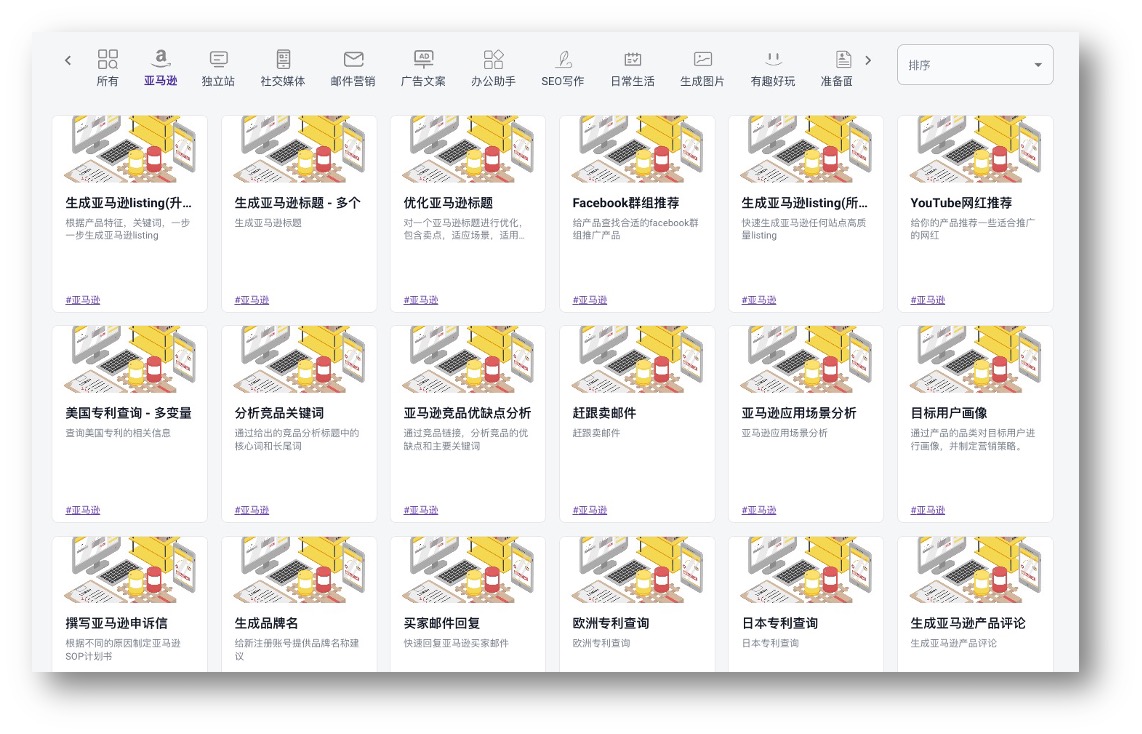 所有
亚马逊
独立站
社交媒体
邮件营销
广告文案
办公助手
SEO写作
日常生活
生成图片
有趣好玩
准备面
排序
生成亚马逊listing(升...
根据产品特征，关键词，一步
一步生成亚马逊listing
#亚马逊
生成亚马逊标题 - 多个
生成亚马逊标题
#亚马逊
优化亚马逊标题
对一个亚马逊标题进行优化，
包含卖点，适应场景，适用...
#亚马逊
Facebook群组推荐
给产品查找合适的facebook群
组推广产品
#亚马逊
生成亚马逊listing(所...
快速生成亚马逊任何站点高质
量listing
#亚马逊
YouTube网红推荐
给你的产品推荐一些适合推广
的网红
#亚马逊
美国专利查询 - 多变量
查询美国专利的相关信息
#亚马逊
分析竞品关键词
通过给出的竞品分析标题中的
核心词和长尾词
#亚马逊
亚马逊竞品优缺点分析
通过竞品链接，分析竞品的优
缺点和主要关键词
#亚马逊
赶跟卖邮件
赶跟卖邮件
#亚马逊
亚马逊应用场景分析
亚马逊应用场景分析
#亚马逊
目标用户画像
通过产品的品类对目标用户进
行画像，并制定营销策略。
#亚马逊
撰写亚马逊申诉信
根据不同的原因制定亚马逊
SOP计划书
生成品牌名
给新注册账号提供品牌名称建
议
买家邮件回复
快速回复亚马逊买家邮件
欧洲专利查询
欧洲专利查询
日本专利查询
日本专利查询
生成亚马逊产品评论
生成亚马逊产品评论